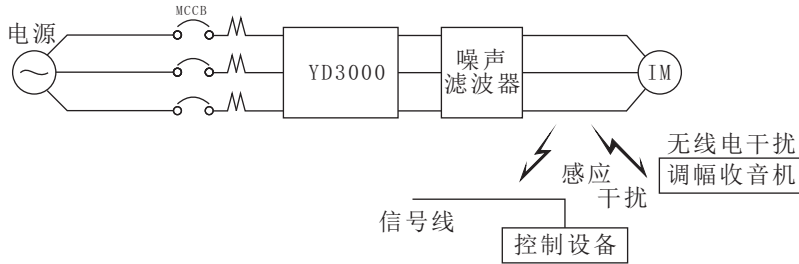 MCCB
电源
YD3000
噪声
滤波器
IM
无线电干扰
调幅收音机
感应
干扰
信号线
控制设备